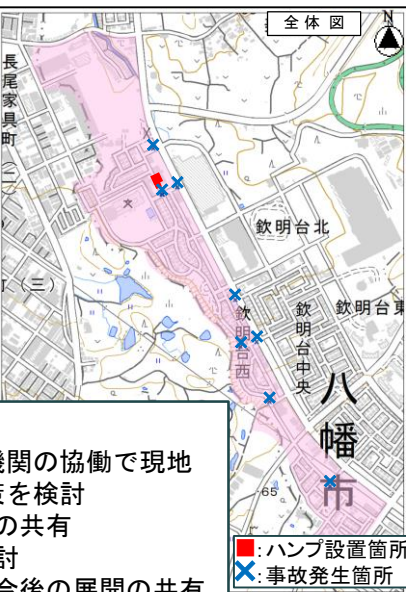 全体図
N
長尾家具町
(三)
欽明台北
欽明台東
欽明台中央
欽明台西
八幡市
65
機関の協働で現地
策を検討
の共有
討
今後の展開の共有
■:ハンプ設置箇所
×:事故発生箇所